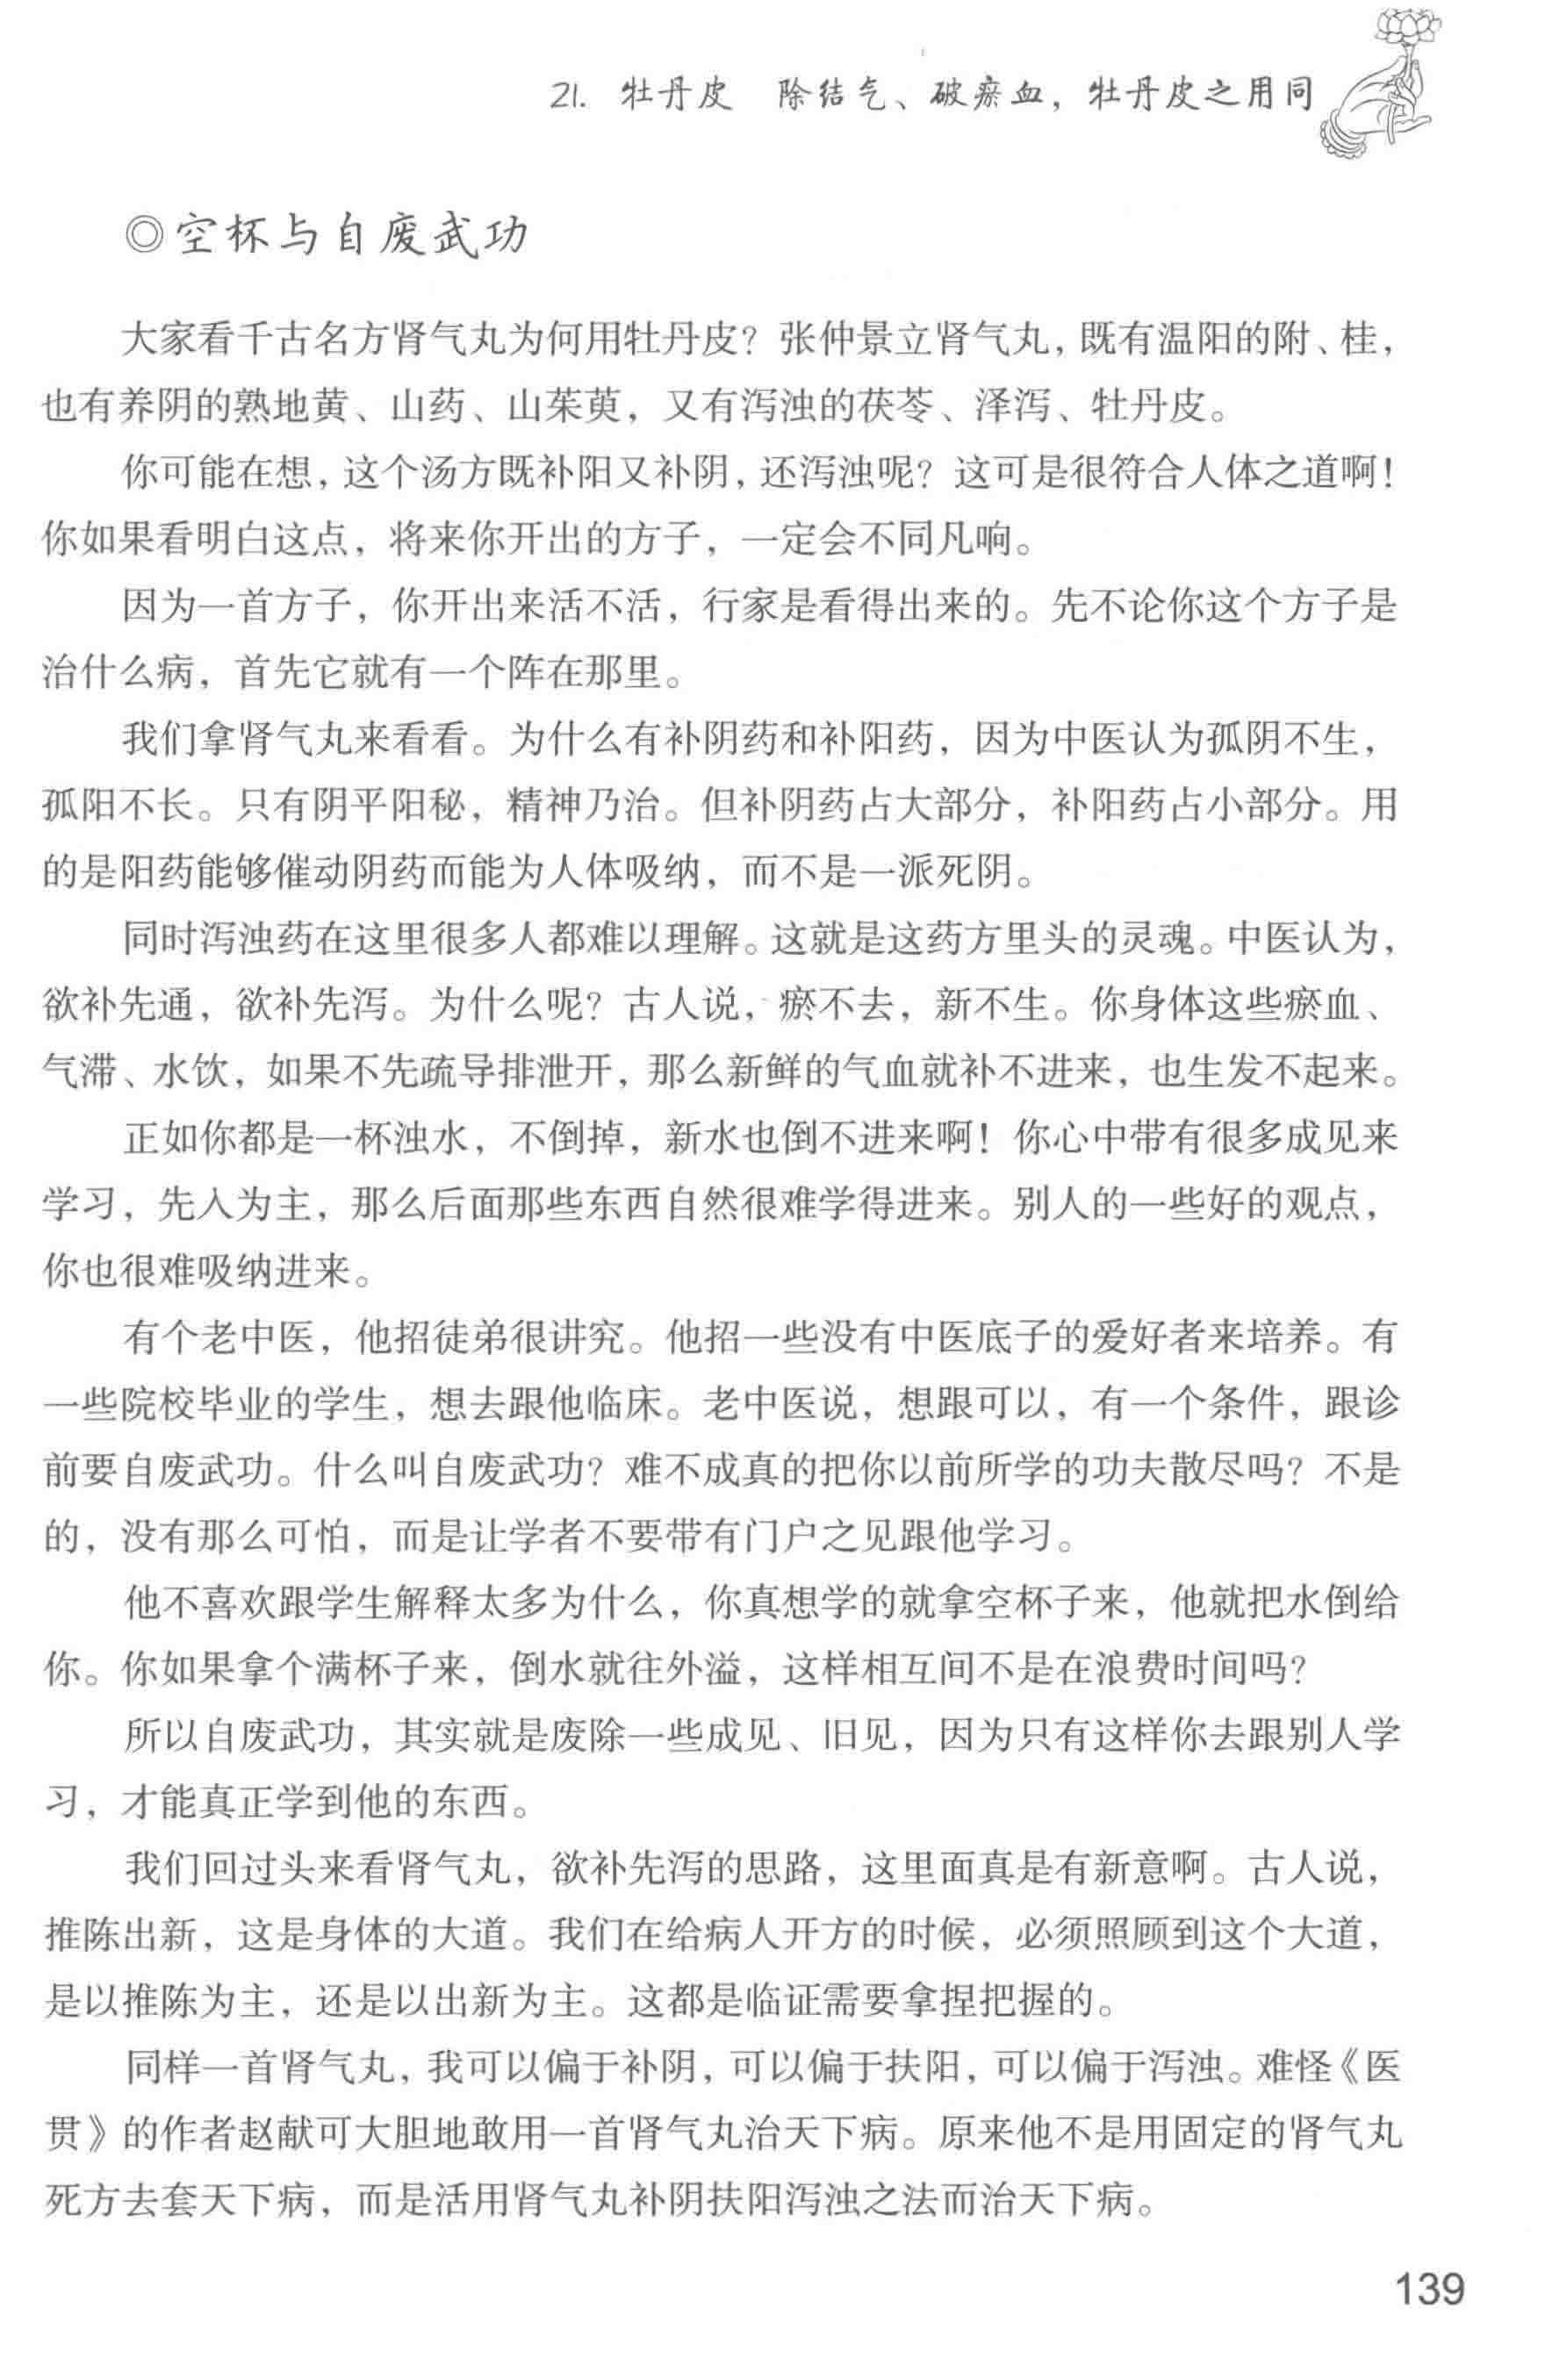 21. 牡丹皮　除结气、破瘀血，牡丹皮之用同
◎空杯与自废武功
大家看千古名方肾气丸为何用牡丹皮？张仲景立肾气丸，既有温阳的附、桂，
也有养阴的熟地黄、山药、山茱萸，又有泻浊的茯苓、泽泻、牡丹皮。
你可能在想，这个汤方既补阳又补阴，还泻浊呢？这可是很符合人体之道啊！
你如果看明白这点，将来你开出的方子，一定会不同凡响。
因为一首方子，你开出来活不活，行家是看得出来的。先不论你这个方子是
治什么病，首先它就有一个阵在那里。
我们拿肾气丸来看看。为什么有补阴药和补阳药，因为中医认为孤阴不生，
孤阳不长。只有阴平阳秘，精神乃治。但补阴药占大部分，补阳药占小部分。用
的是阳药能够催动阴药而能为人体吸纳，而不是一派死阴。
同时泻浊药在这里很多人都难以理解。这就是这药方里头的灵魂。中医认为，
欲补先通，欲补先泻。为什么呢？古人说，瘀不去，新不生。你身体这些瘀血、
气滞、水饮，如果不先疏导排泄开，那么新鲜的气血就补不进来，也生发不起来。
正如你都是一杯浊水，不倒掉，新水也倒不进来啊！你心中带有很多成见来
学习，先入为主，那么后面那些东西自然很难学得进来。别人的一些好的观点，
你也很难吸纳进来。
有个老中医，他招徒弟很讲究。他招一些没有中医底子的爱好者来培养。有
一些院校毕业的学生，想去跟他临床。老中医说，想跟可以，有一个条件，跟诊
前要自废武功。什么叫自废武功？难不成真的把你以前所学的功夫散尽吗？不是
的，没有那么可怕，而是让学者不要带有门户之见跟他学习。
他不喜欢跟学生解释太多为什么，你真想学的就拿空杯子来，他就把水倒给
你。你如果拿个满杯子来，倒水就往外溢，这样相互间不是在浪费时间吗？
所以自废武功，其实就是废除一些成见、旧见，因为只有这样你去跟别人学
习，才能真正学到他的东西。
我们回过头来看肾气丸，欲补先泻的思路，这里面真是有新意啊。古人说，
推陈出新，这是身体的大道。我们在给病人开方的时候，必须照顾到这个大道，
是以推陈为主，还是以出新为主。这都是临证需要拿捏把握的。
同样一首肾气丸，我可以偏于补阴，可以偏于扶阳，可以偏于泻浊。难怪《医
贯》的作者赵献可大胆地敢用一首肾气丸治天下病。原来他不是用固定的肾气丸
死方去套天下病，而是活用肾气丸补阴扶阳泻浊之法而治天下病。
139